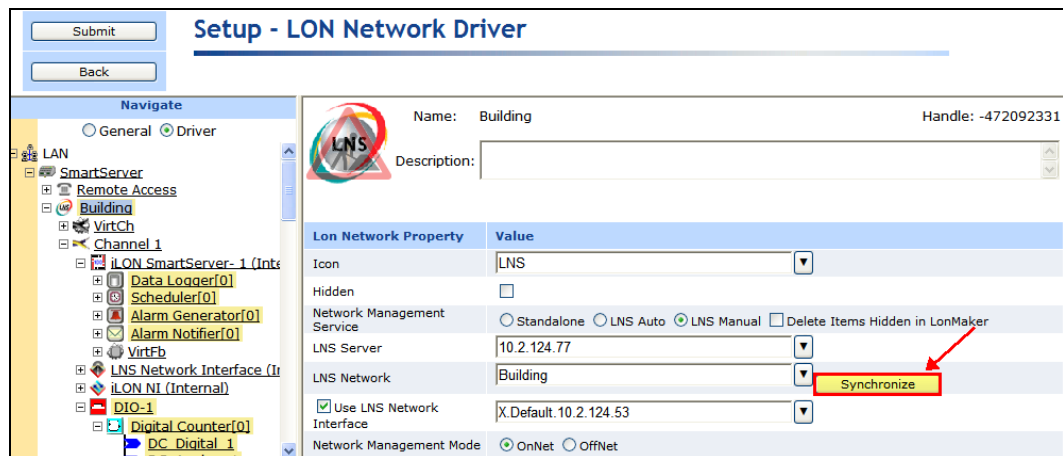 Submit
Setup - LON Network Driver
Back
Navigate
General Driver
LAN
SmartServer
Remote Access
Building
VirtCh
Channel 1
iLON SmartServer- 1 (Inte
Data Logger[0]
Scheduler[0]
Alarm Generator[0]
Alarm Notifier[0]
VirtFb
LNS Network Interface (I
iLON NI (Internal)
DIO-1
Digital Counter[0]
DC_Digital_1
LNS
Name: Building Handle: -472092331
Description:
Lon Network Property Value
Icon LNS
Hidden
Network Management Service Standalone LNS Auto LNS Manual Delete Items Hidden in LonMaker
LNS Server 10.2.124.77
LNS Network Building Synchronize
Use LNS Network Interface X.Default.10.2.124.53
Network Management Mode OnNet OffNet